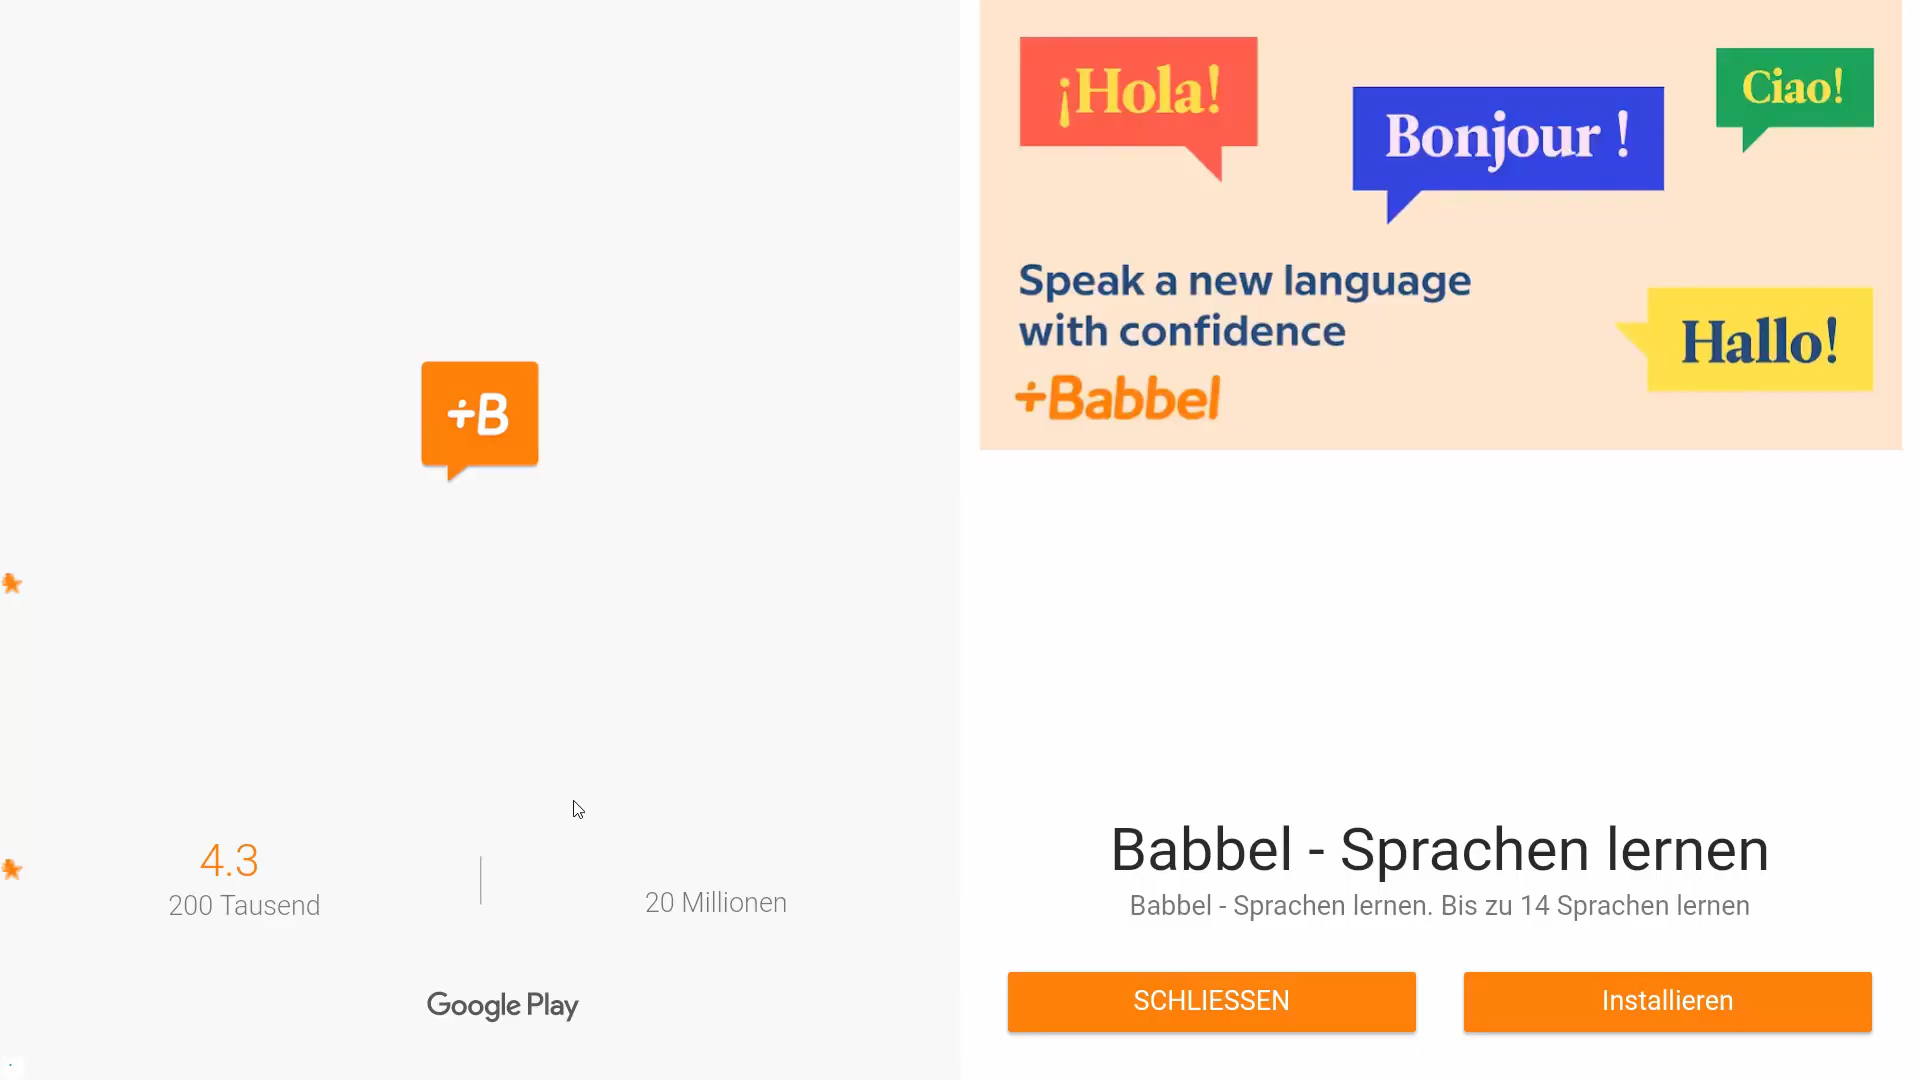 +B
4.3
200 Tausend
20 Millionen
Google Play
¡Hola!
Bonjour !
Ciao!
Speak a new language
with confidence
Hallo!
+Babbel
Babbel - Sprachen lernen
Babbel - Sprachen lernen. Bis zu 14 Sprachen lernen
SCHLIESSEN
Installieren